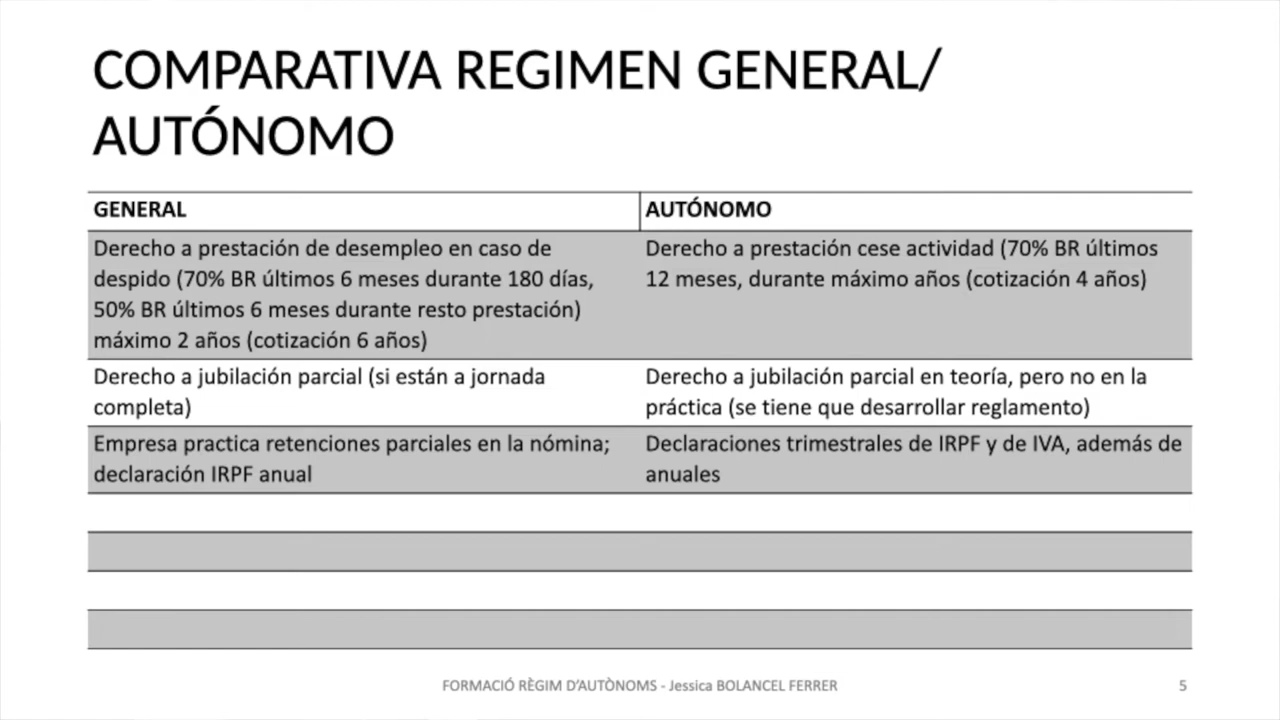 COMPARATIVA REGIMEN GENERAL/
AUTÓNOMO
GENERAL
AUTÓNOMO
Derecho a prestación de desempleo en caso de
despido (70% BR últimos 6 meses durante 180 días,
50% BR últimos 6 meses durante resto prestación)
máximo 2 años (cotización 6 años)
Derecho a prestación cese actividad (70% BR últimos
12 meses, durante máximo años (cotización 4 años)
Derecho a jubilación parcial (si están a jornada
completa)
Derecho a jubilación parcial en teoría, pero no en la
práctica (se tiene que desarrollar reglamento)
Empresa practica retenciones parciales en la nómina;
declaración IRPF anual
Declaraciones trimestrales de IRPF y de IVA, además de
anuales
FORMACIÓ RÈGIM D'AUTÒNOMS - Jessica BOLANCEL FERRER
5